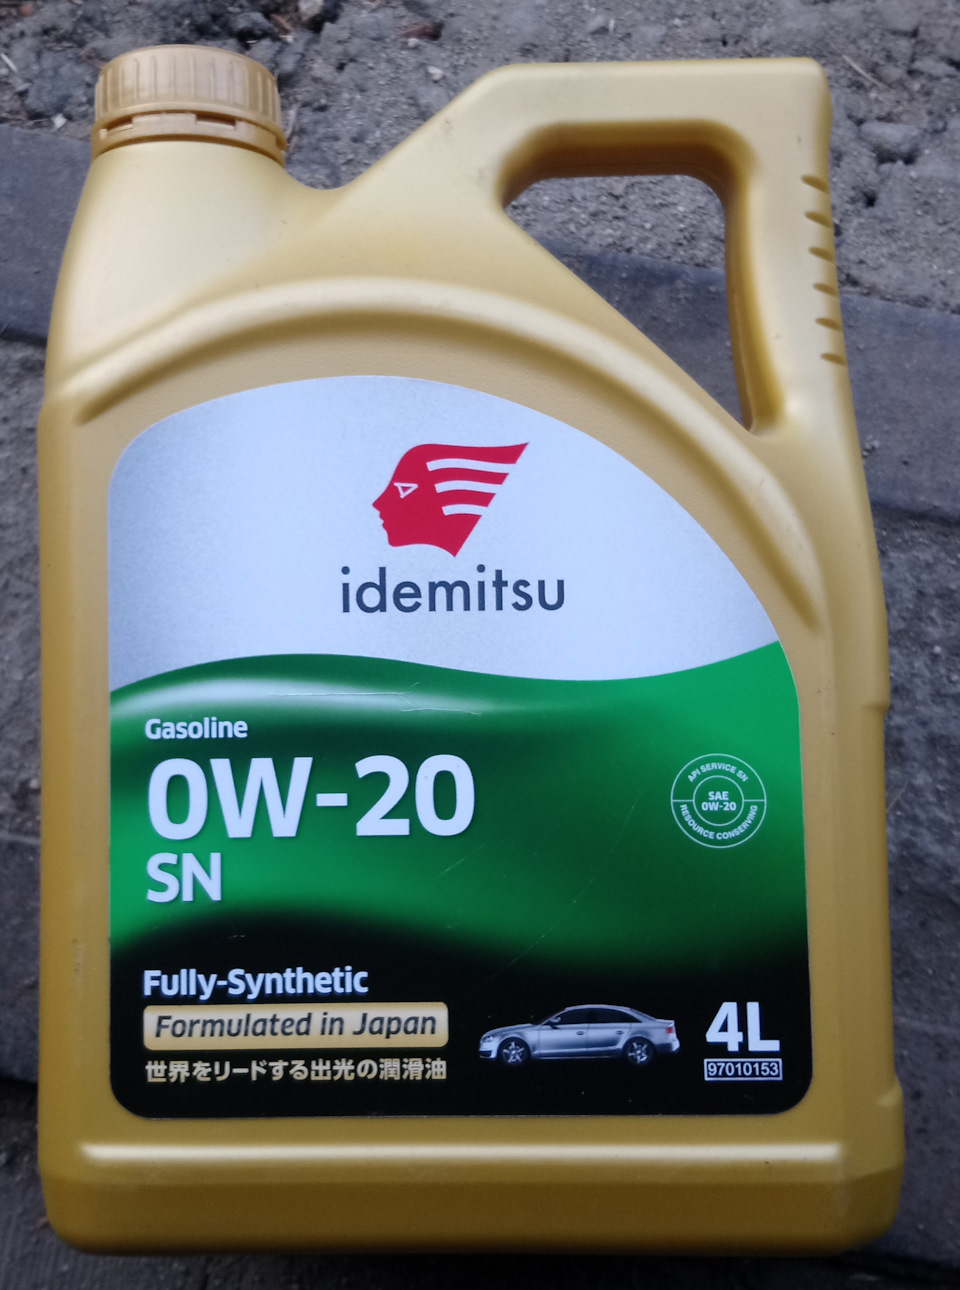 idemitsu
Gasoline
0W-20
SN
API SERVICE SN
SAE
0W-20
RESOURCE CONSERVING
Fully-Synthetic
Formulated in Japan
世界をリードする出光の潤滑油
4L
97010153